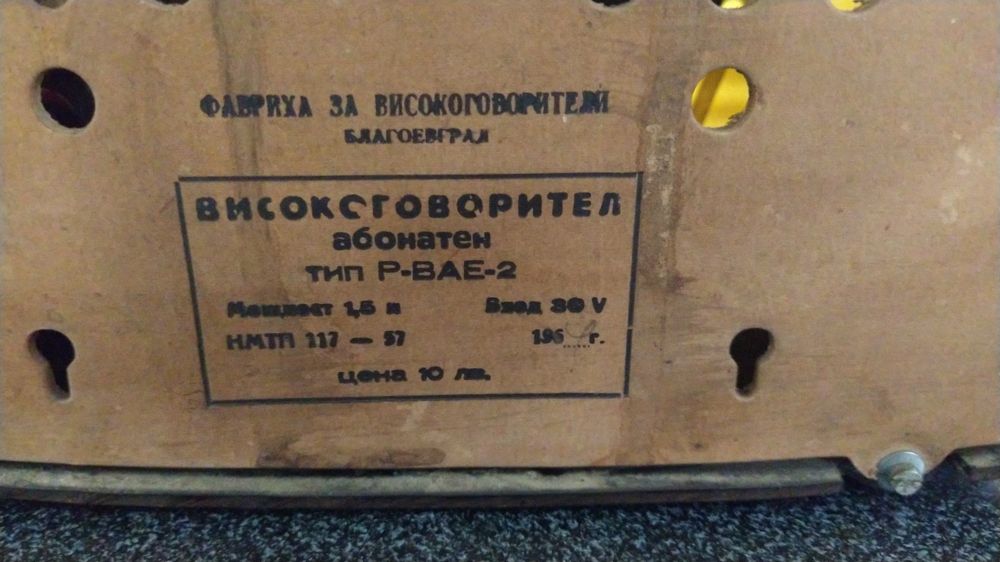 ФАБРИКА ЗА ВИСОКОГОВОРИТЕЛИ
БЛАГОЕВГРАД
ВИСОКОГОВОРИТЕЛ
абонатен
тип Р-ВАЕ-2
Мощност 1,5 Вход 30 V
НМТП 117 — 57 196 г.
цена 10 лв.